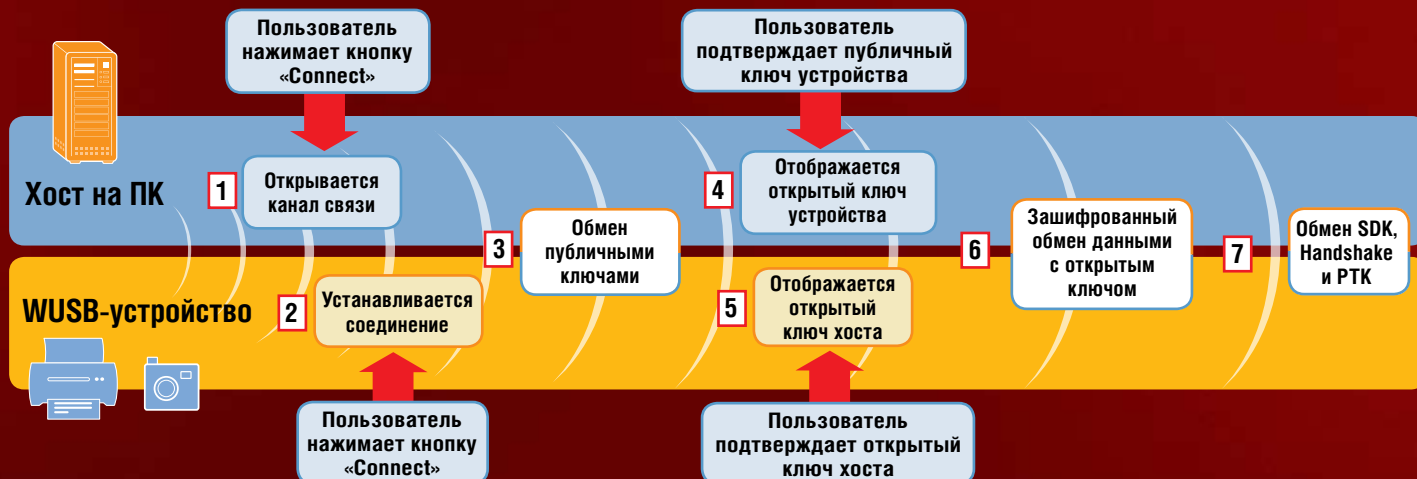 Пользователь
нажимает кнопку
«Connect»
Пользователь
подтверждает публичный
ключ устройства
Хост на ПК
1
Открывается
канал связи
4
Отображается
открытый ключ
устройства
3
Обмен
публичными
ключами
6
Зашифрованный
обмен данными
с открытым
ключом
7
Обмен SDK,
Handshake
и PTK
WUSB-устройство
2
Устанавливается
соединение
5
Отображается
открытый
ключ хоста
Пользователь
нажимает кнопку
«Connect»
Пользователь
подтверждает открытый
ключ хоста